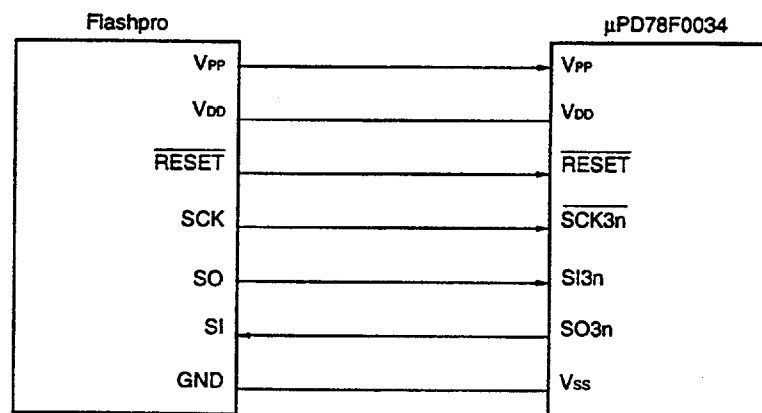 Flashpro
μPD78F0034
VPP
VPP
VDD
VDD
RESET
RESET
SCK
SCK3n
SO
SI3n
SI
SO3n
GND
VSS